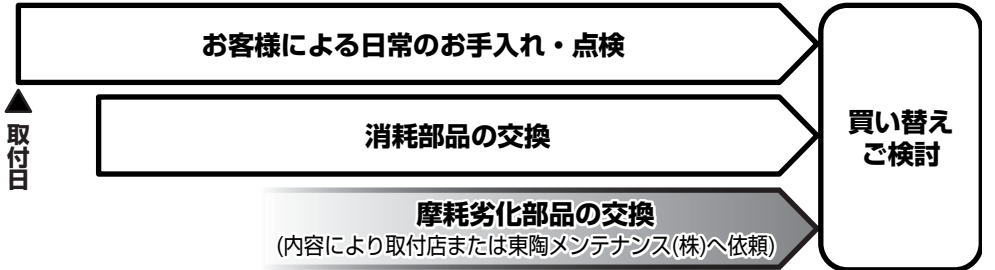 お客様による日常のお手入れ・点検
取付日
消耗部品の交換
摩耗劣化部品の交換
(内容により取付店または東陶メンテナンス(株)へ依頼)
買い替え
ご検討